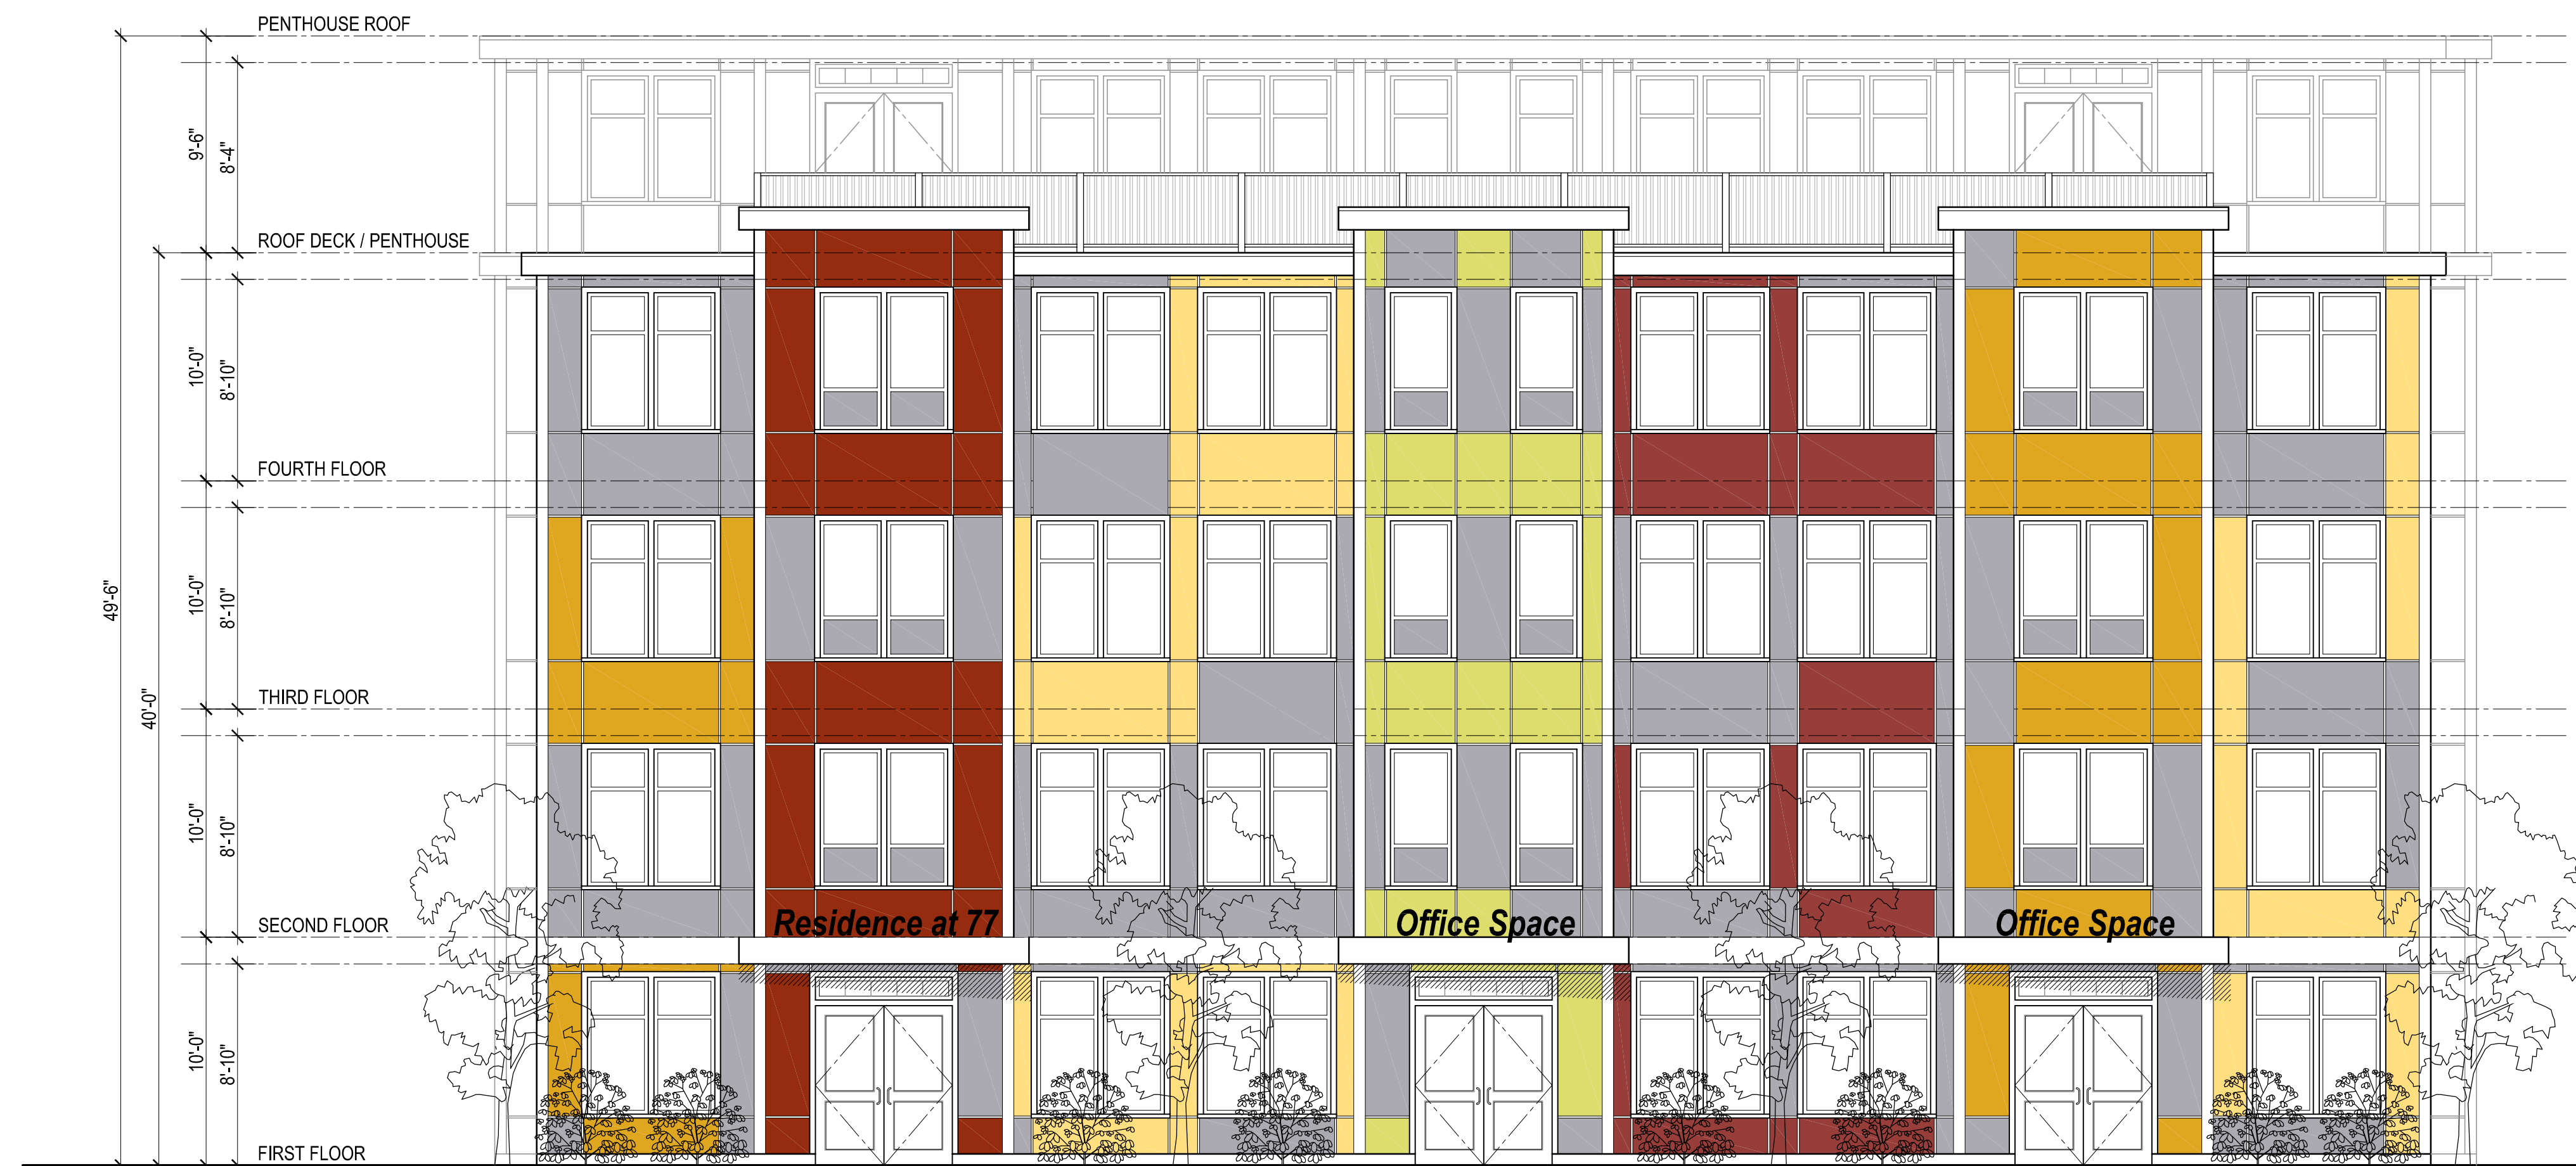 PENTHOUSE ROOF
9'-6"
8'-4"
ROOF DECK / PENTHOUSE
10'-0"
8'-10"
FOURTH FLOOR
49'-6"
10'-0"
8'-10"
40'-0"
THIRD FLOOR
10'-0"
8'-10"
SECOND FLOOR
Residence at 77
Office Space
Office Space
10'-0"
8'-10"
FIRST FLOOR